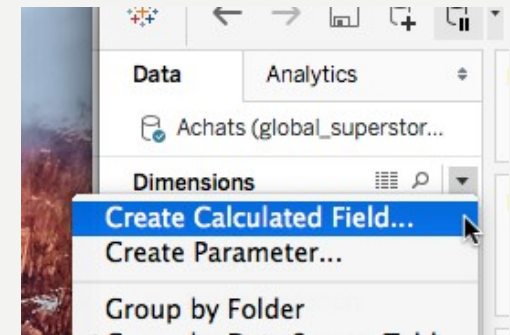 Data Analytics
Achats (global_superstor...
Dimensions
Create Calculated Field...
Create Parameter...
Group by Folder